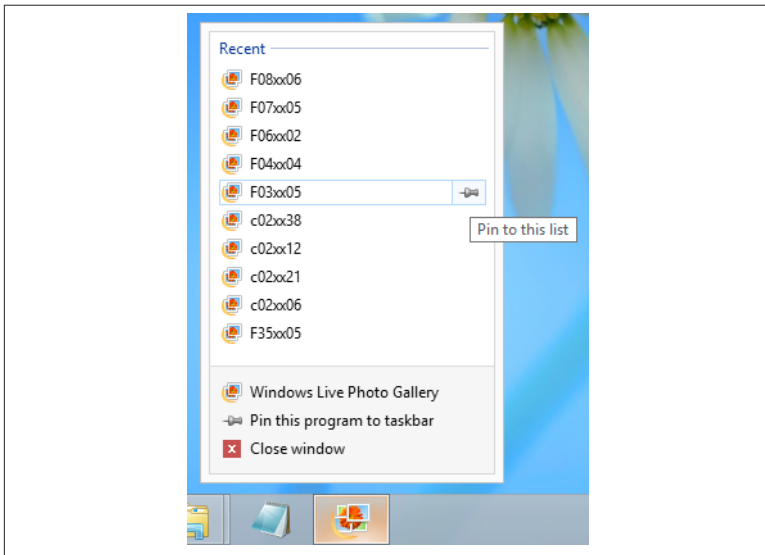 Recent
F08xx06
F07xx05
F06xx02
F04xx04
F03xx05
Pin to this list
c02xx38
c02xx12
c02xx21
c02xx06
F35xx05
Windows Live Photo Gallery
Pin this program to taskbar
x Close window